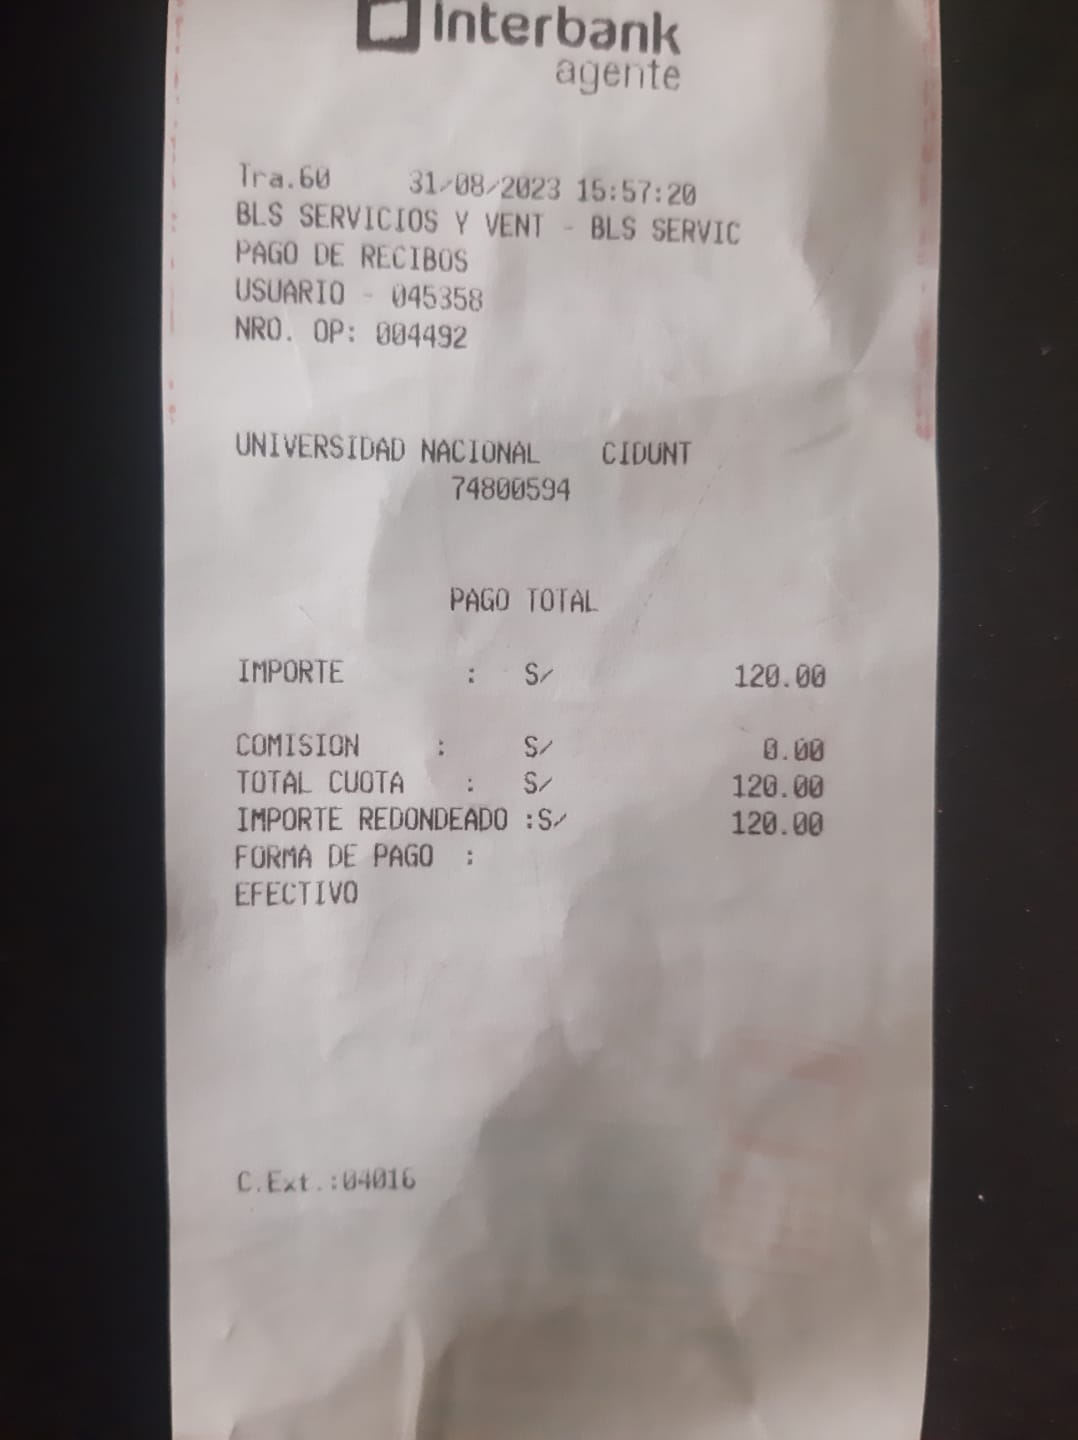 Interbank
agente
Tra.60 31/08/2023 15:57:20
BLS SERVICIOS Y VENT - BLS SERVIC
PAGO DE RECIBOS
USUARIO - 045358
NRO. OP: 004492
UNIVERSIDAD NACIONAL CIDUNT
74800594
PAGO TOTAL
IMPORTE : S/ 120.00
COMISION : S/ 0.00
TOTAL CUOTA : S/ 120.00
IMPORTE REDONDEADO :S/ 120.00
FORMA DE PAGO :
EFECTIVO
C.Ext.:04016